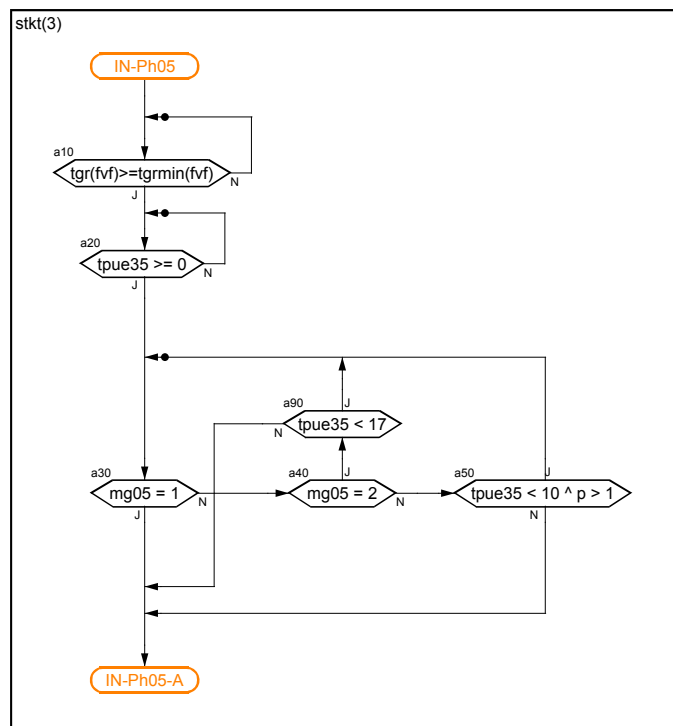 stkt(3)
IN-Ph05
a10
tgr(fvf)>=tgrmin(fvf)
N
J
a20
tpue35 >= 0
N
J
a90
J
tpue35 < 17
N
a30
mg05 = 1
N
J
a40
J
mg05 = 2
N
a50
J
tpue35 < 10 ^ p > 1
N
IN-Ph05-A